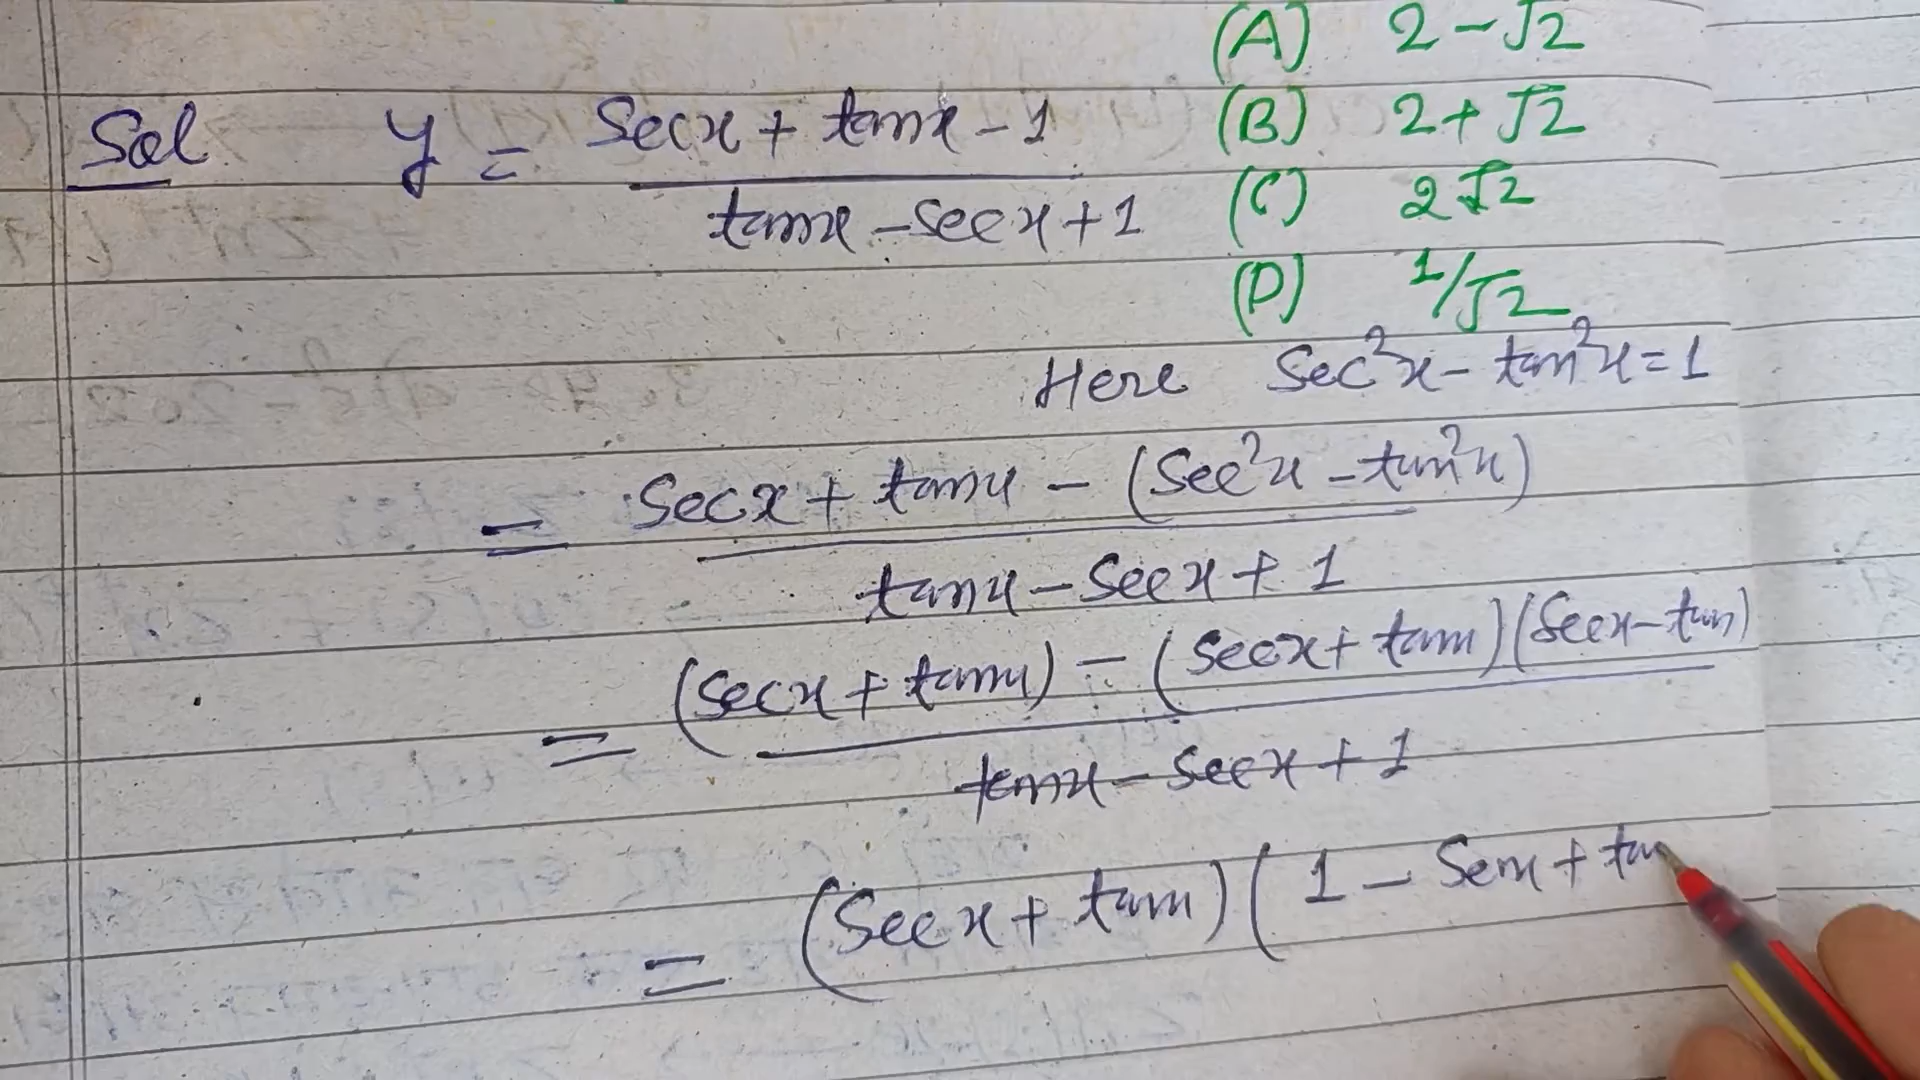 (A) 2 - √2
Sol y = secx + tanx - 1
tanx - secx + 1
(B) 2 + √2
(C) 2√2
(D) 1/√2
Here Sec²x - tan²x = 1
= Secx + tanx - (Sec²x - tan²x)
tanx - Secx + 1
= (Secx + tanx) - (Secx + tanx)(Secx - tan)
tanx - Secx + 1
= (Secx + tanx)(1 - Secx + tan